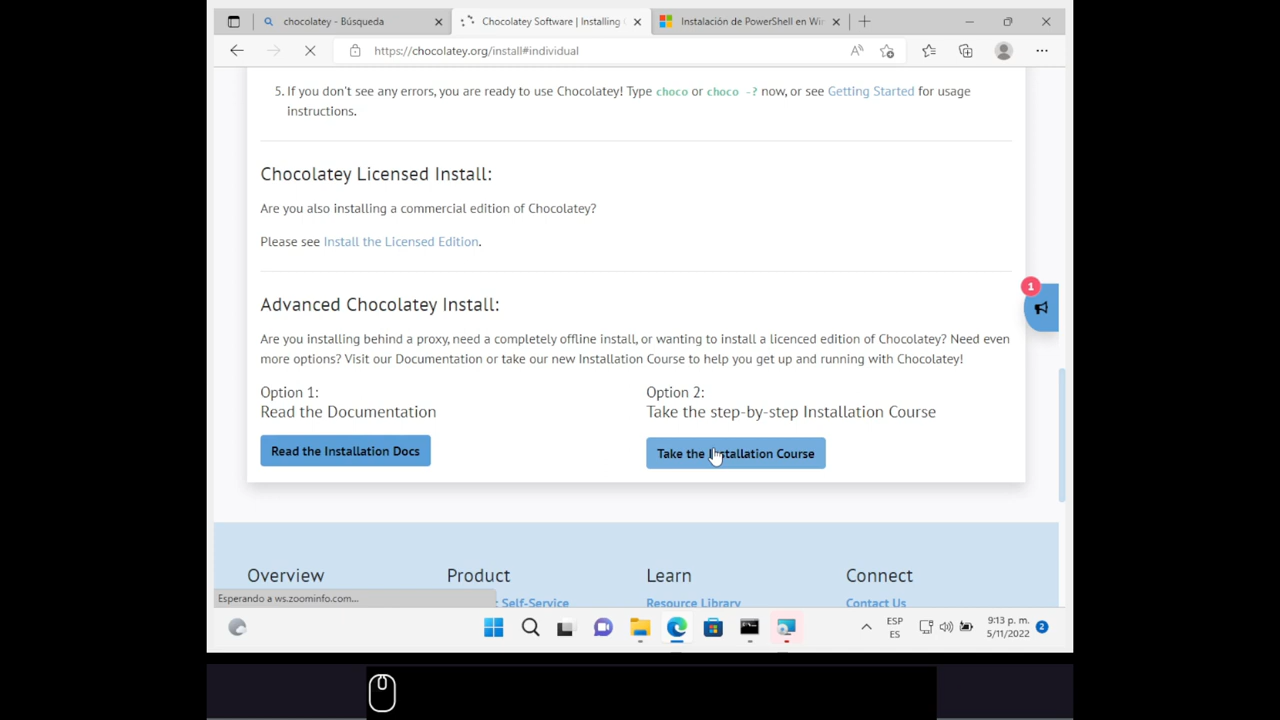 chocolatey - Búsqueda
Chocolatey Software | Installing
Instalación de PowerShell en Win
https://chocolatey.org/install#individual
5. If you don't see any errors, you are ready to use Chocolatey! Type choco or choco -? now, or see Getting Started for usage
instructions.
Chocolatey Licensed Install:
Are you also installing a commercial edition of Chocolatey?
Please see Install the Licensed Edition.
1
Advanced Chocolatey Install:
Are you installing behind a proxy, need a completely offline install, or wanting to install a licenced edition of Chocolatey? Need even
more options? Visit our Documentation or take our new Installation Course to help you get up and running with Chocolatey!
Option 1:
Read the Documentation
Read the Installation Docs
Option 2:
Take the step-by-step Installation Course
Take the Installation Course
Overview
Product
Learn
Connect
Esperando a ws.zoominfo.com...
Self-Service
Resource Library
Contact Us
ESP
ES
9:13 p. m.
5/11/2022
2